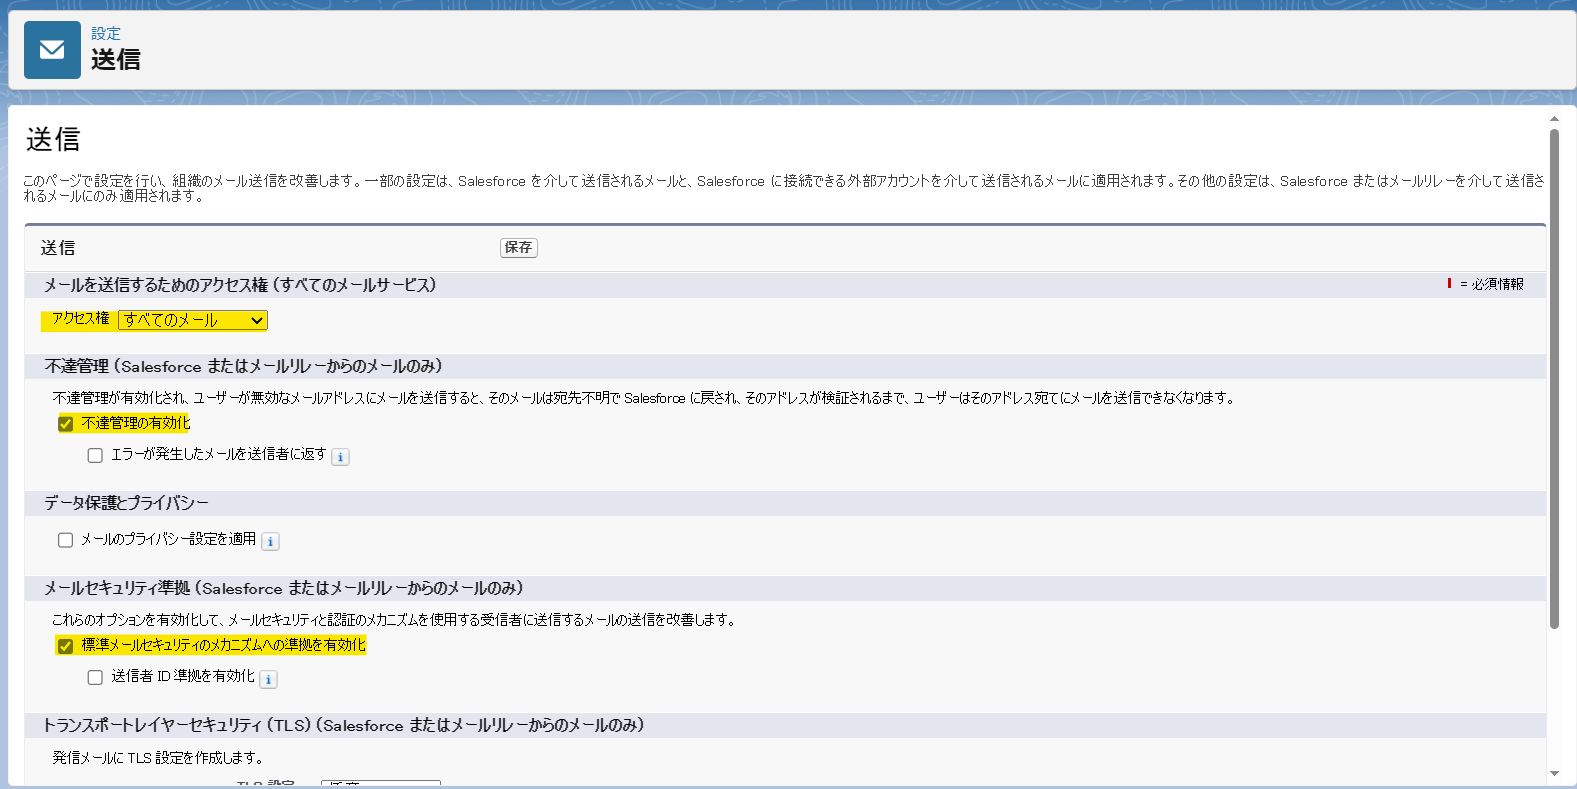 設定
送信
送信
このページで設定を行い、組織のメール送信を改善します。一部の設定は、Salesforce を介して送信されるメールと、Salesforce に接続できる外部アカウントを介して送信されるメールに適用されます。その他の設定は、Salesforce またはメールリレーを介して送信さ
れるメールにのみ適用されます。
送信 保存
メールを送信するためのアクセス権 (すべてのメールサービス) = 必須情報
アクセス権 すべてのメール
不達管理 (Salesforce またはメールリレーからのメールのみ)
不達管理が有効化され、ユーザーが無効なメールアドレスにメールを送信すると、そのメールは宛先不明で Salesforce に戻され、そのアドレスが検証されるまで、ユーザーはそのアドレス宛てにメールを送信できなくなります。
不達管理の有効化
エラーが発生したメールを送信者に返す
データ保護とプライバシー
メールのプライバシー設定を適用
メールセキュリティ準拠 (Salesforce またはメールリレーからのメールのみ)
これらのオプションを有効化して、メールセキュリティと認証のメカニズムを使用する受信者に送信するメールの送信を改善します。
標準メールセキュリティのメカニズムへの準拠を有効化
送信者 ID 準拠を有効化
トランスポートレイヤーセキュリティ (TLS) (Salesforce またはメールリレーからのメールのみ)
発信メールに TLS 設定を作成します。
TLS 設定